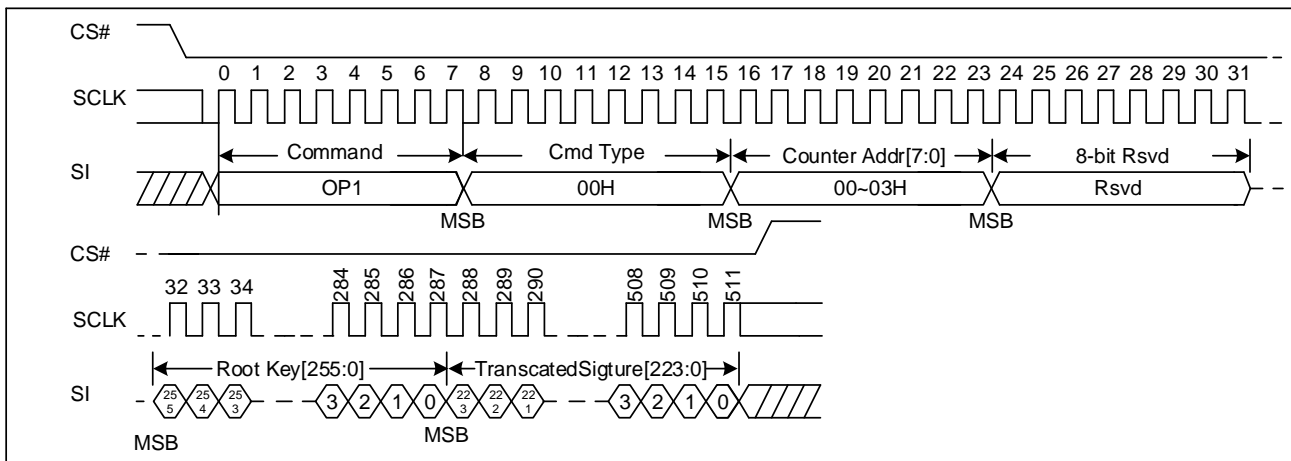 CS#
0 1 2 3 4 5 6 7 8 9 10 11 12 13 14 15 16 17 18 19 20 21 22 23 24 25 26 27 28 29 30 31
SCLK
Command Cmd Type Counter Addr[7:0] 8-bit Rsvd
SI
OP1 00H 00~03H Rsvd
MSB MSB MSB
CS#
32 33 34 284 285 286 287 288 289 290 508 509 510 511
SCLK
Root Key[255:0] TranscatedSigture[223:0]
SI
255 254 253 3 2 1 0 223 222 221 3 2 1 0
MSB MSB